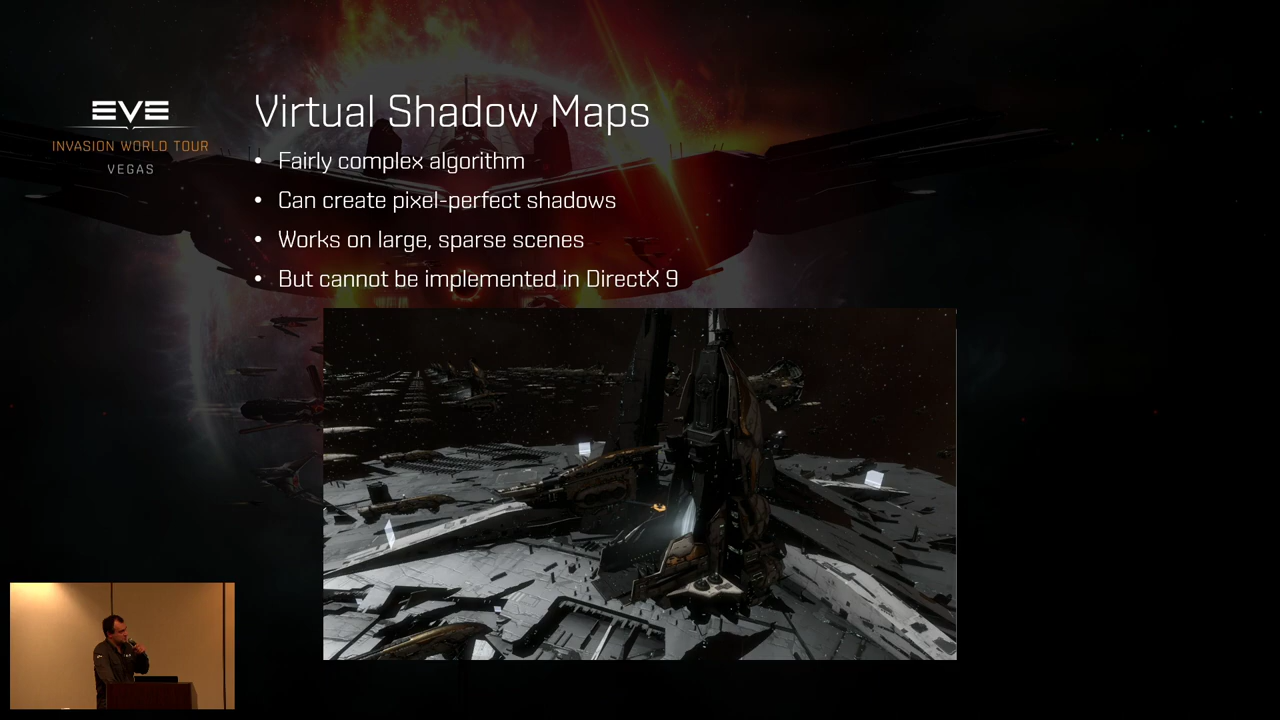 EVE
INVASION WORLD TOUR
VEGAS
Virtual Shadow Maps
• Fairly complex algorithm
• Can create pixel-perfect shadows
• Works on large, sparse scenes
• But cannot be implemented in DirectX 9